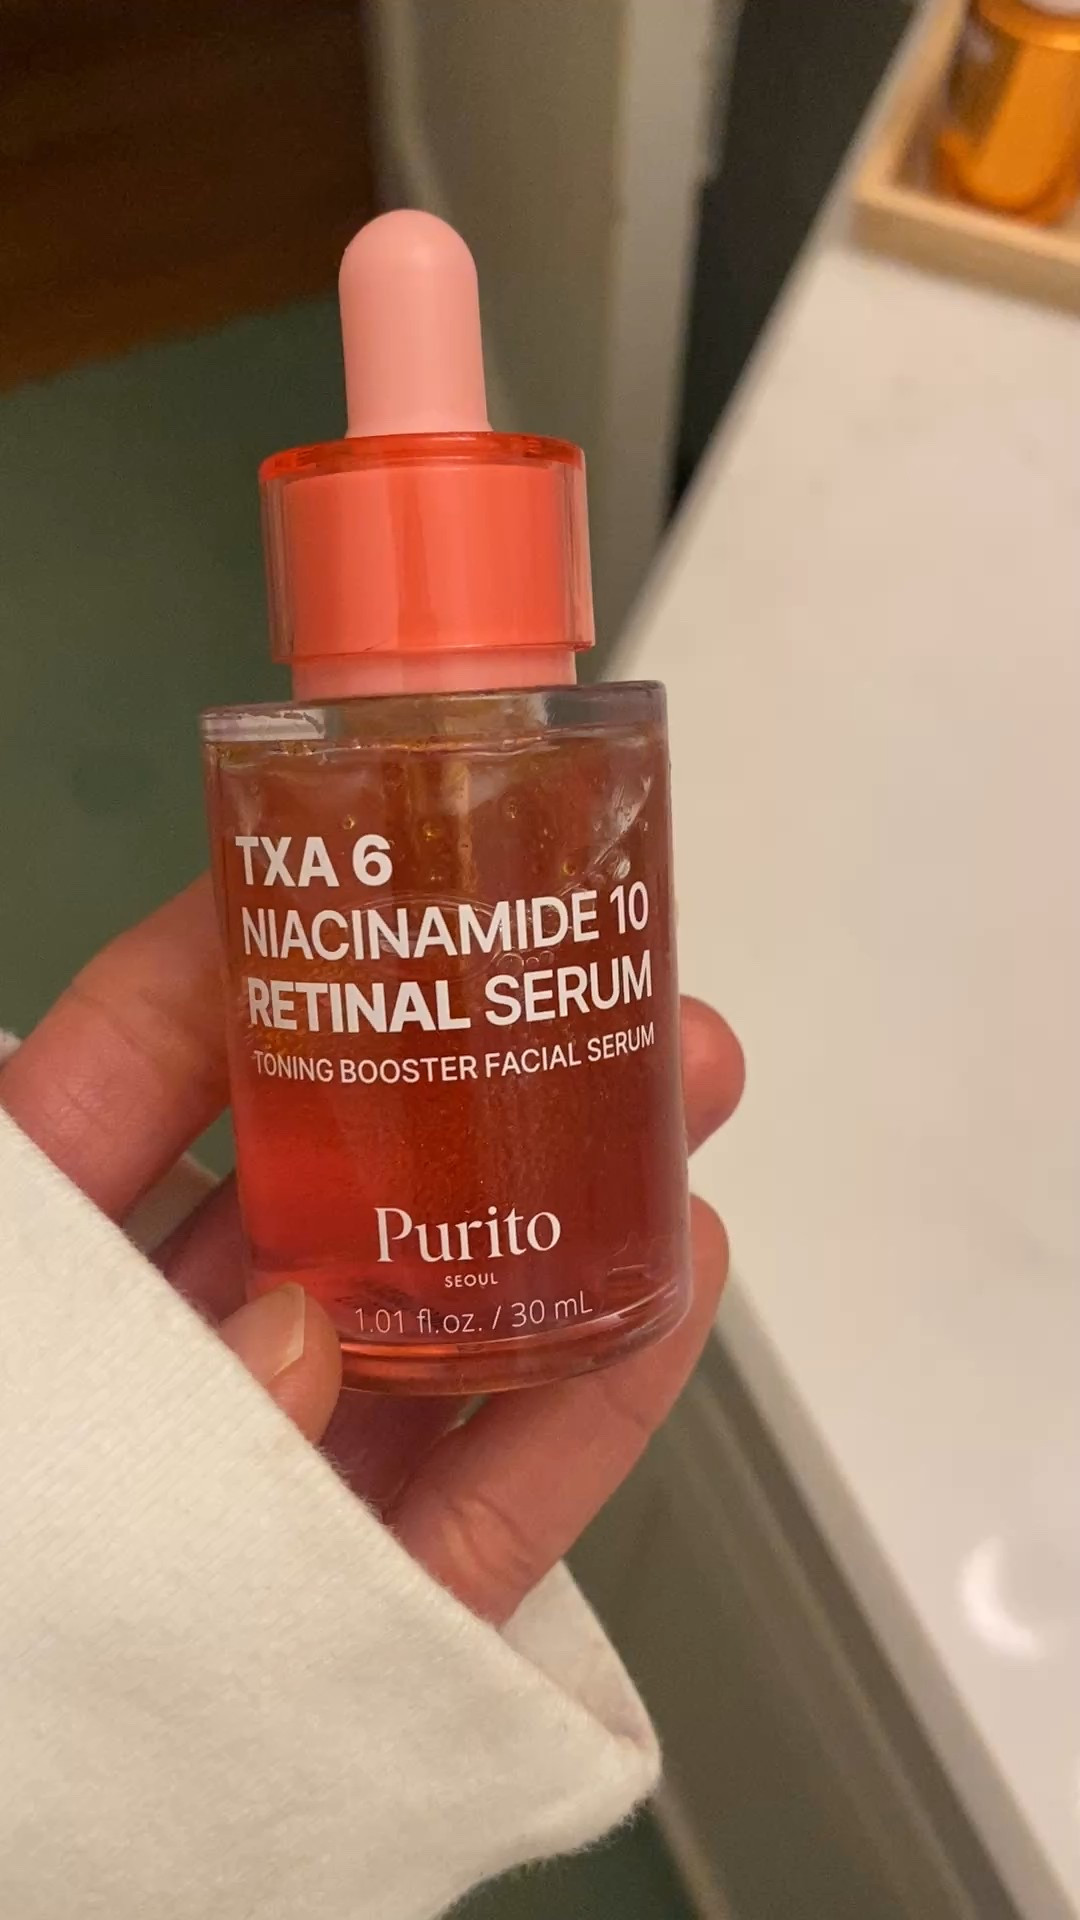 TXA 6
NIACINAMIDE 10
RETINAL SERUM
TONING BOOSTER FACIAL SERUM
Purito
SEOUL
1.01 fl.oz. / 30 mL